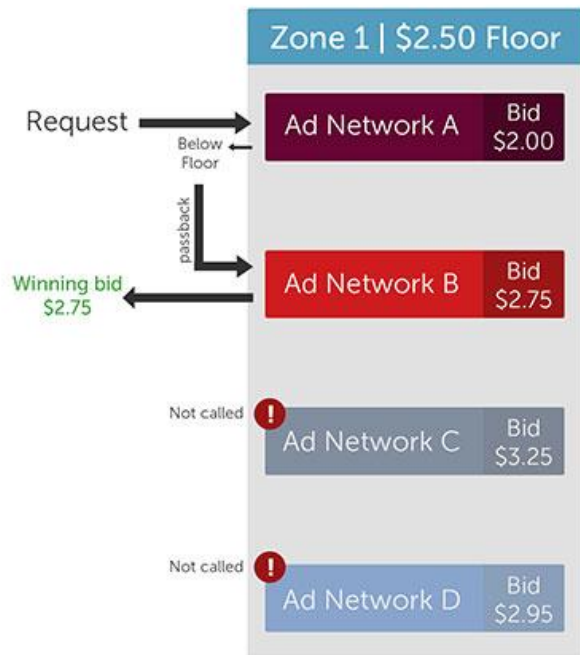 Zone 1 | $2.50 Floor
Request
Ad Network A
Bid
$2.00
Below
Floor
passback
Ad Network B
Bid
$2.75
Winning bid
$2.75
Not called
!
Ad Network C
Bid
$3.25
Not called
!
Ad Network D
Bid
$2.95